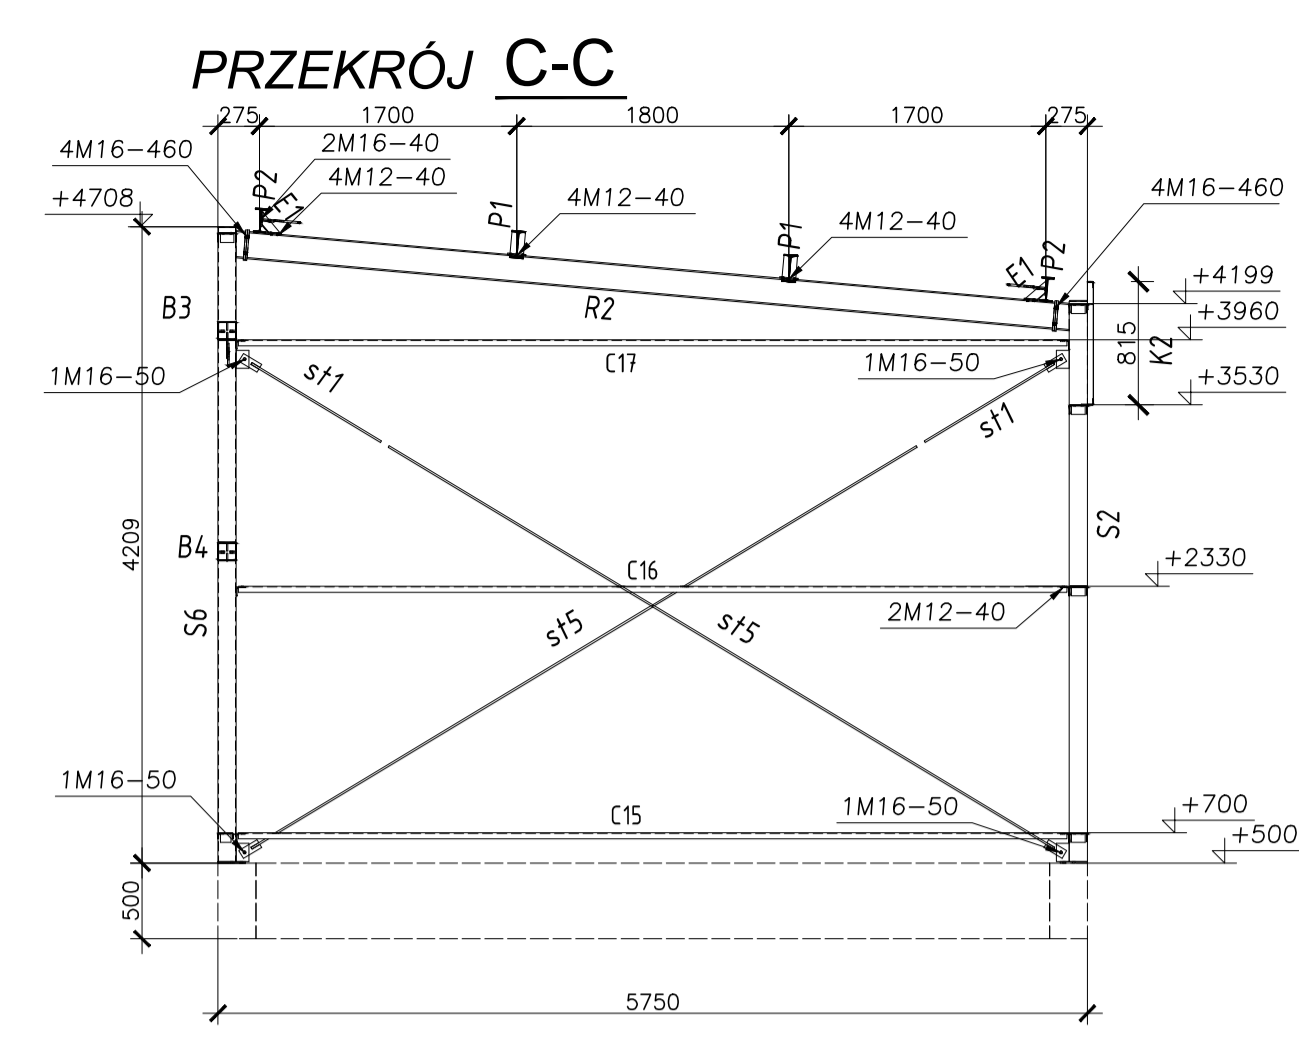 PRZEKRÓJ C-C
275 1700 1800 1700 275
4M16-460
2M16-40
4M12-40
P2
E1
+4708
P1
4M12-40
P1
4M12-40
4M16-460
P2
E1
+4199
+3960
B3
R2
815
K2
1M16-50
st1
C17
1M16-50
+3530
st1
4209
B4
S2
C16
+2330
S6
st5
st5
2M12-40
1M16-50
C15
1M16-50
+700
+500
500
5750